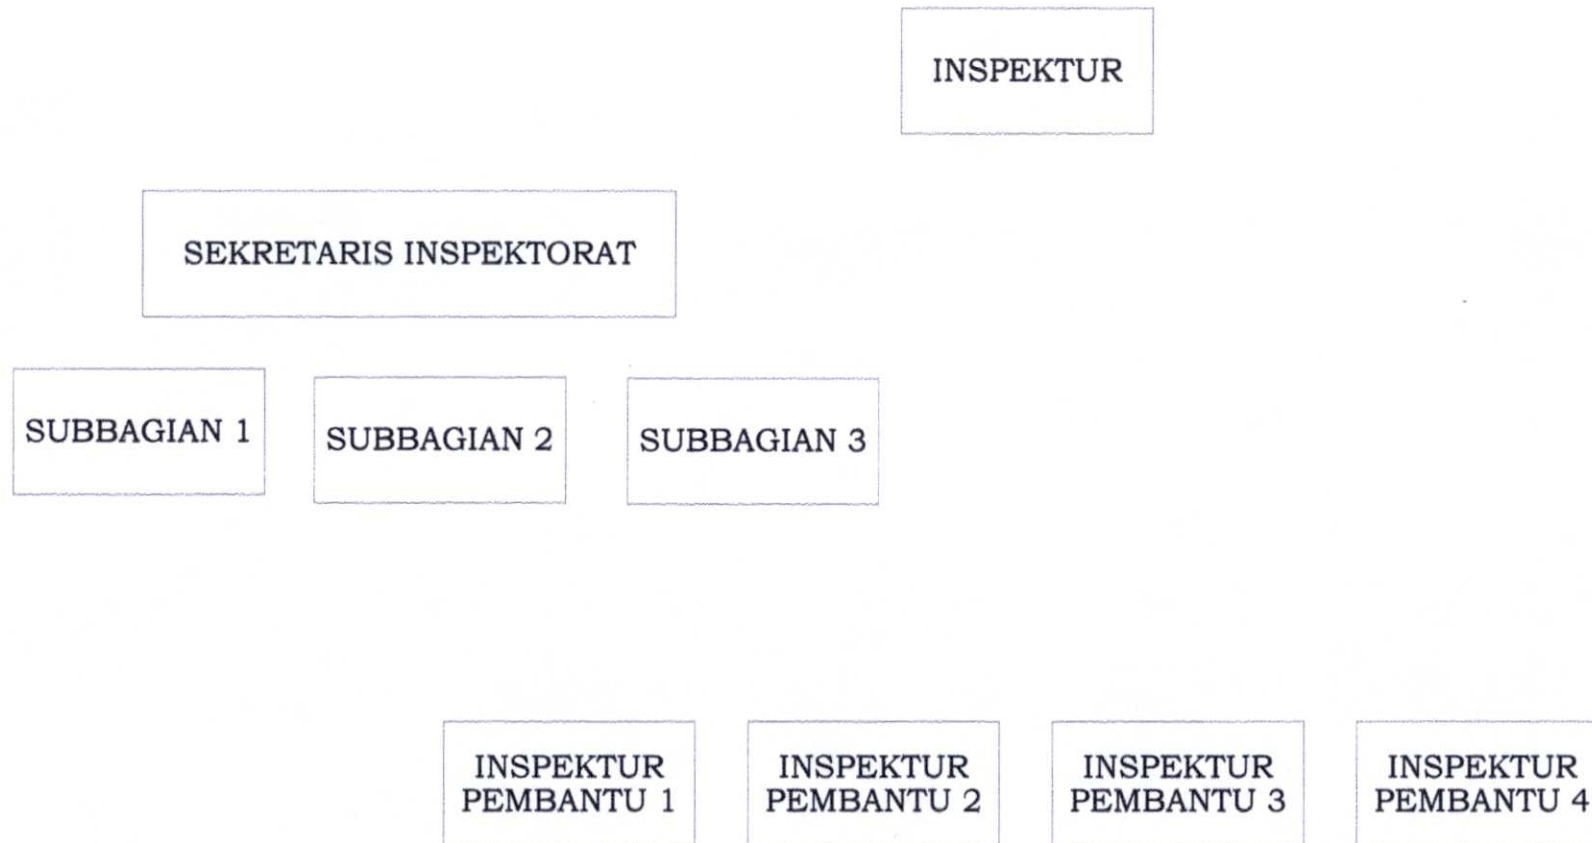 INSPEKTUR
SEKRETARIS INSPEKTORAT
SUBBAGIAN 1
SUBBAGIAN 2
SUBBAGIAN 3
INSPEKTUR
PEMBANTU 1
INSPEKTUR
PEMBANTU 2
INSPEKTUR
PEMBANTU 3
INSPEKTUR
PEMBANTU 4